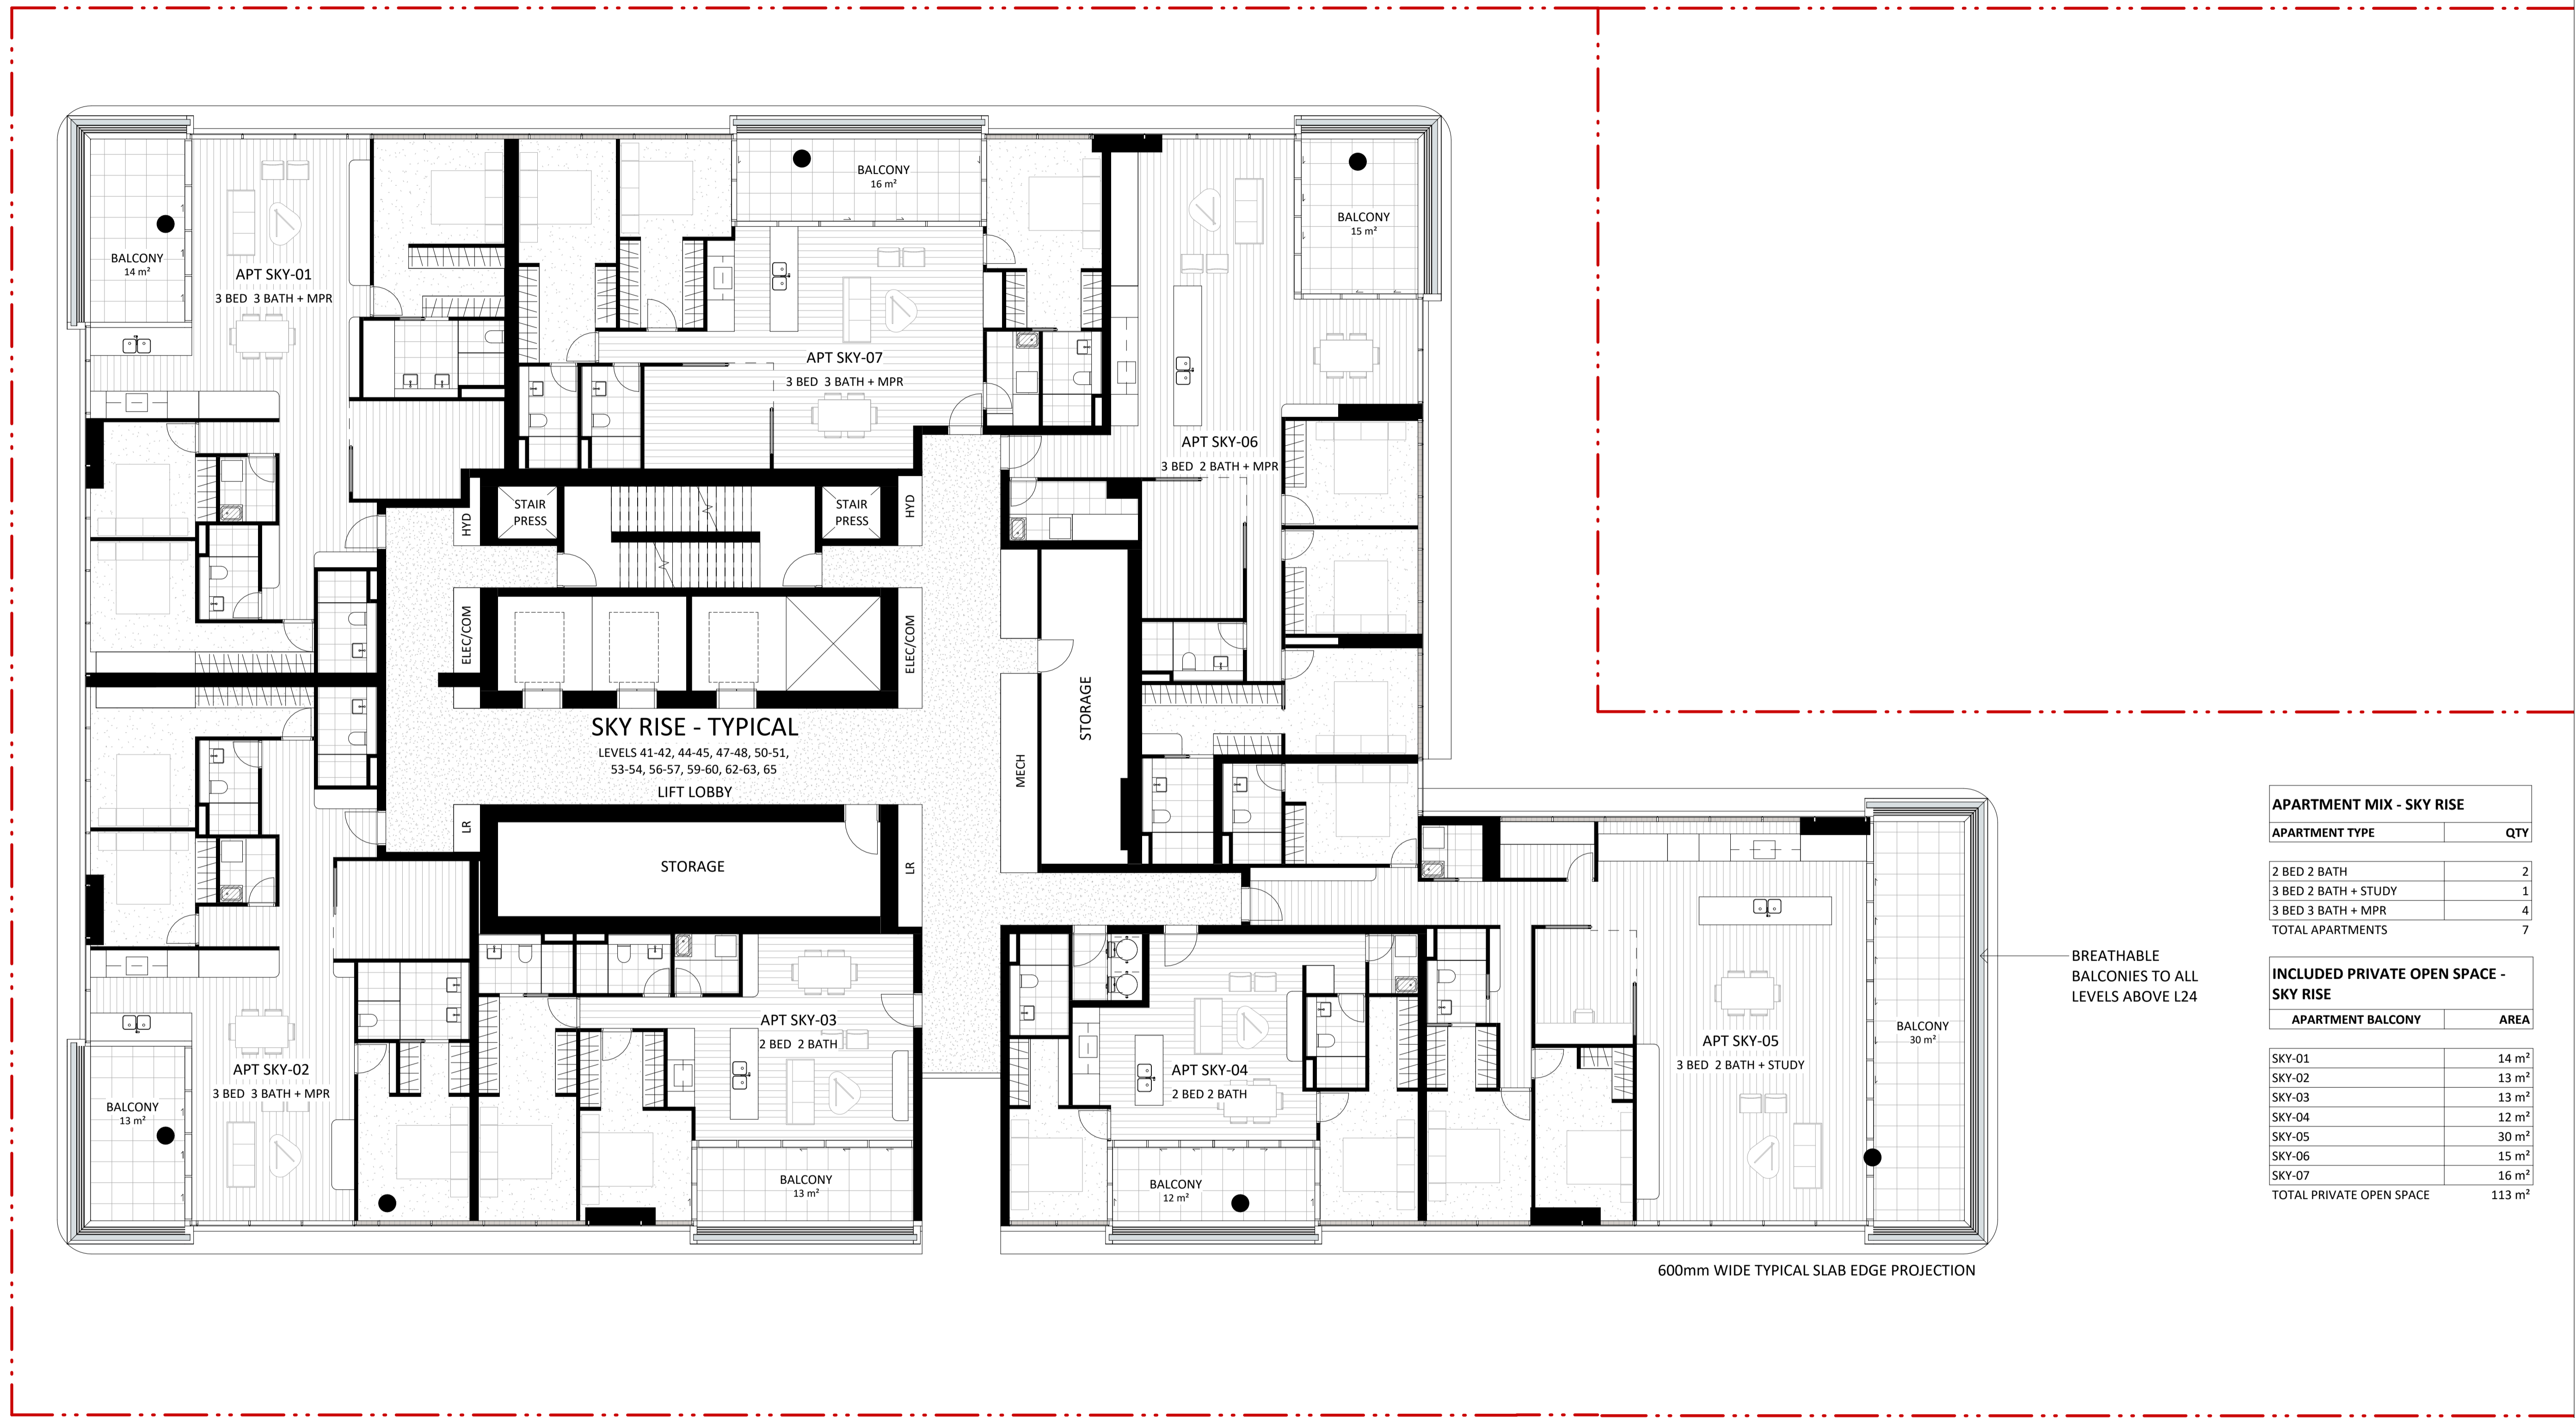 BALCONY
14 m²
APT SKY-01
3 BED  3 BATH + MPR
BALCONY
16 m²
APT SKY-07
3 BED  3 BATH + MPR
BALCONY
15 m²
APT SKY-06
3 BED  2 BATH + MPR
STAIR
PRESS
STAIR
PRESS
HYD
HYD
ELEC/COM
ELEC/COM
STORAGE
MECH
SKY RISE - TYPICAL
LEVELS 41-42, 44-45, 47-48, 50-51,
53-54, 56-57, 59-60, 62-63, 65
LIFT LOBBY
LR
LR
STORAGE
BALCONY
13 m²
APT SKY-02
3 BED  3 BATH + MPR
APT SKY-03
2 BED  2 BATH
BALCONY
13 m²
APT SKY-04
2 BED 2 BATH
BALCONY
12 m²
APT SKY-05
3 BED  2 BATH + STUDY
BALCONY
30 m²
BREATHABLE
BALCONIES TO ALL
LEVELS ABOVE L24
600mm WIDE TYPICAL SLAB EDGE PROJECTION
APARTMENT MIX - SKY RISE
APARTMENT TYPE QTY
2 BED 2 BATH 2
3 BED 2 BATH + STUDY 1
3 BED 3 BATH + MPR 4
TOTAL APARTMENTS 7
INCLUDED PRIVATE OPEN SPACE -
SKY RISE
APARTMENT BALCONY AREA
SKY-01 14 m²
SKY-02 13 m²
SKY-03 13 m²
SKY-04 12 m²
SKY-05 30 m²
SKY-06 15 m²
SKY-07 16 m²
TOTAL PRIVATE OPEN SPACE 113 m²